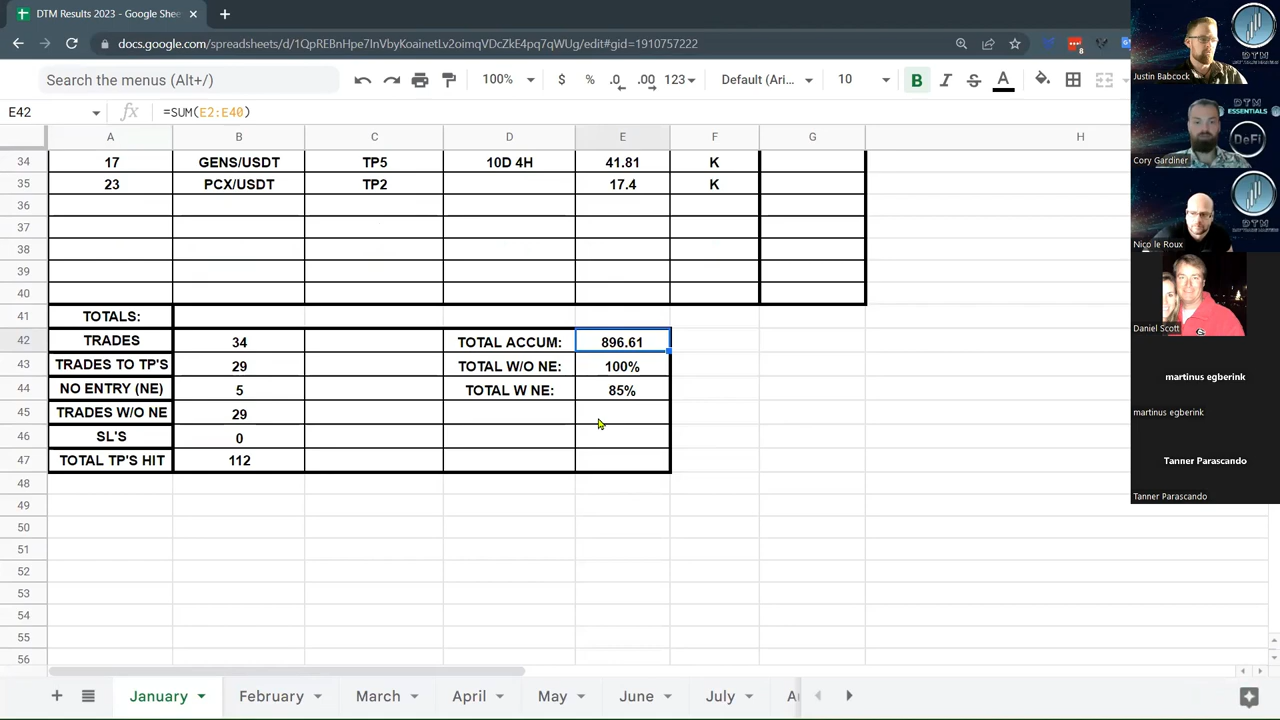 DTM Results 2023 - Google Shee
docs.google.com/spreadsheets/d/1QpREBnHpe7InVbyKoaihtLv2oimqVDcZkE4pq7qWUg/edit#gid=1910757222
Search the menus (Alt+/)
100%
% .0 .00 123
Default (Ari...
10
B I S A
E42
=SUM(E2:E40)
A B C D E F G H
34 17 GENS/USDT TP5 10D 4H 41.81 K
35 23 PCX/USDT TP2 17.4 K
36
37
38
39
40
41 TOTALS:
42 TRADES 34 TOTAL ACCUM: 896.61
43 TRADES TO TP'S 29 TOTAL W/O NE: 100%
44 NO ENTRY (NE) 5 TOTAL W NE: 85%
45 TRADES W/O NE 29
46 SL'S 0
47 TOTAL TP'S HIT 112
48
49
50
51
52
53
54
55
56
January February March April May June July
DTM
Justin Babcock
DTM
ESSENTIALS
DeFi
Cory Gardiner
DTM
Nico le Roux
Daniel Scott
martinus egberink
martinus egberink
Tanner Parascando
Tanner Parascando